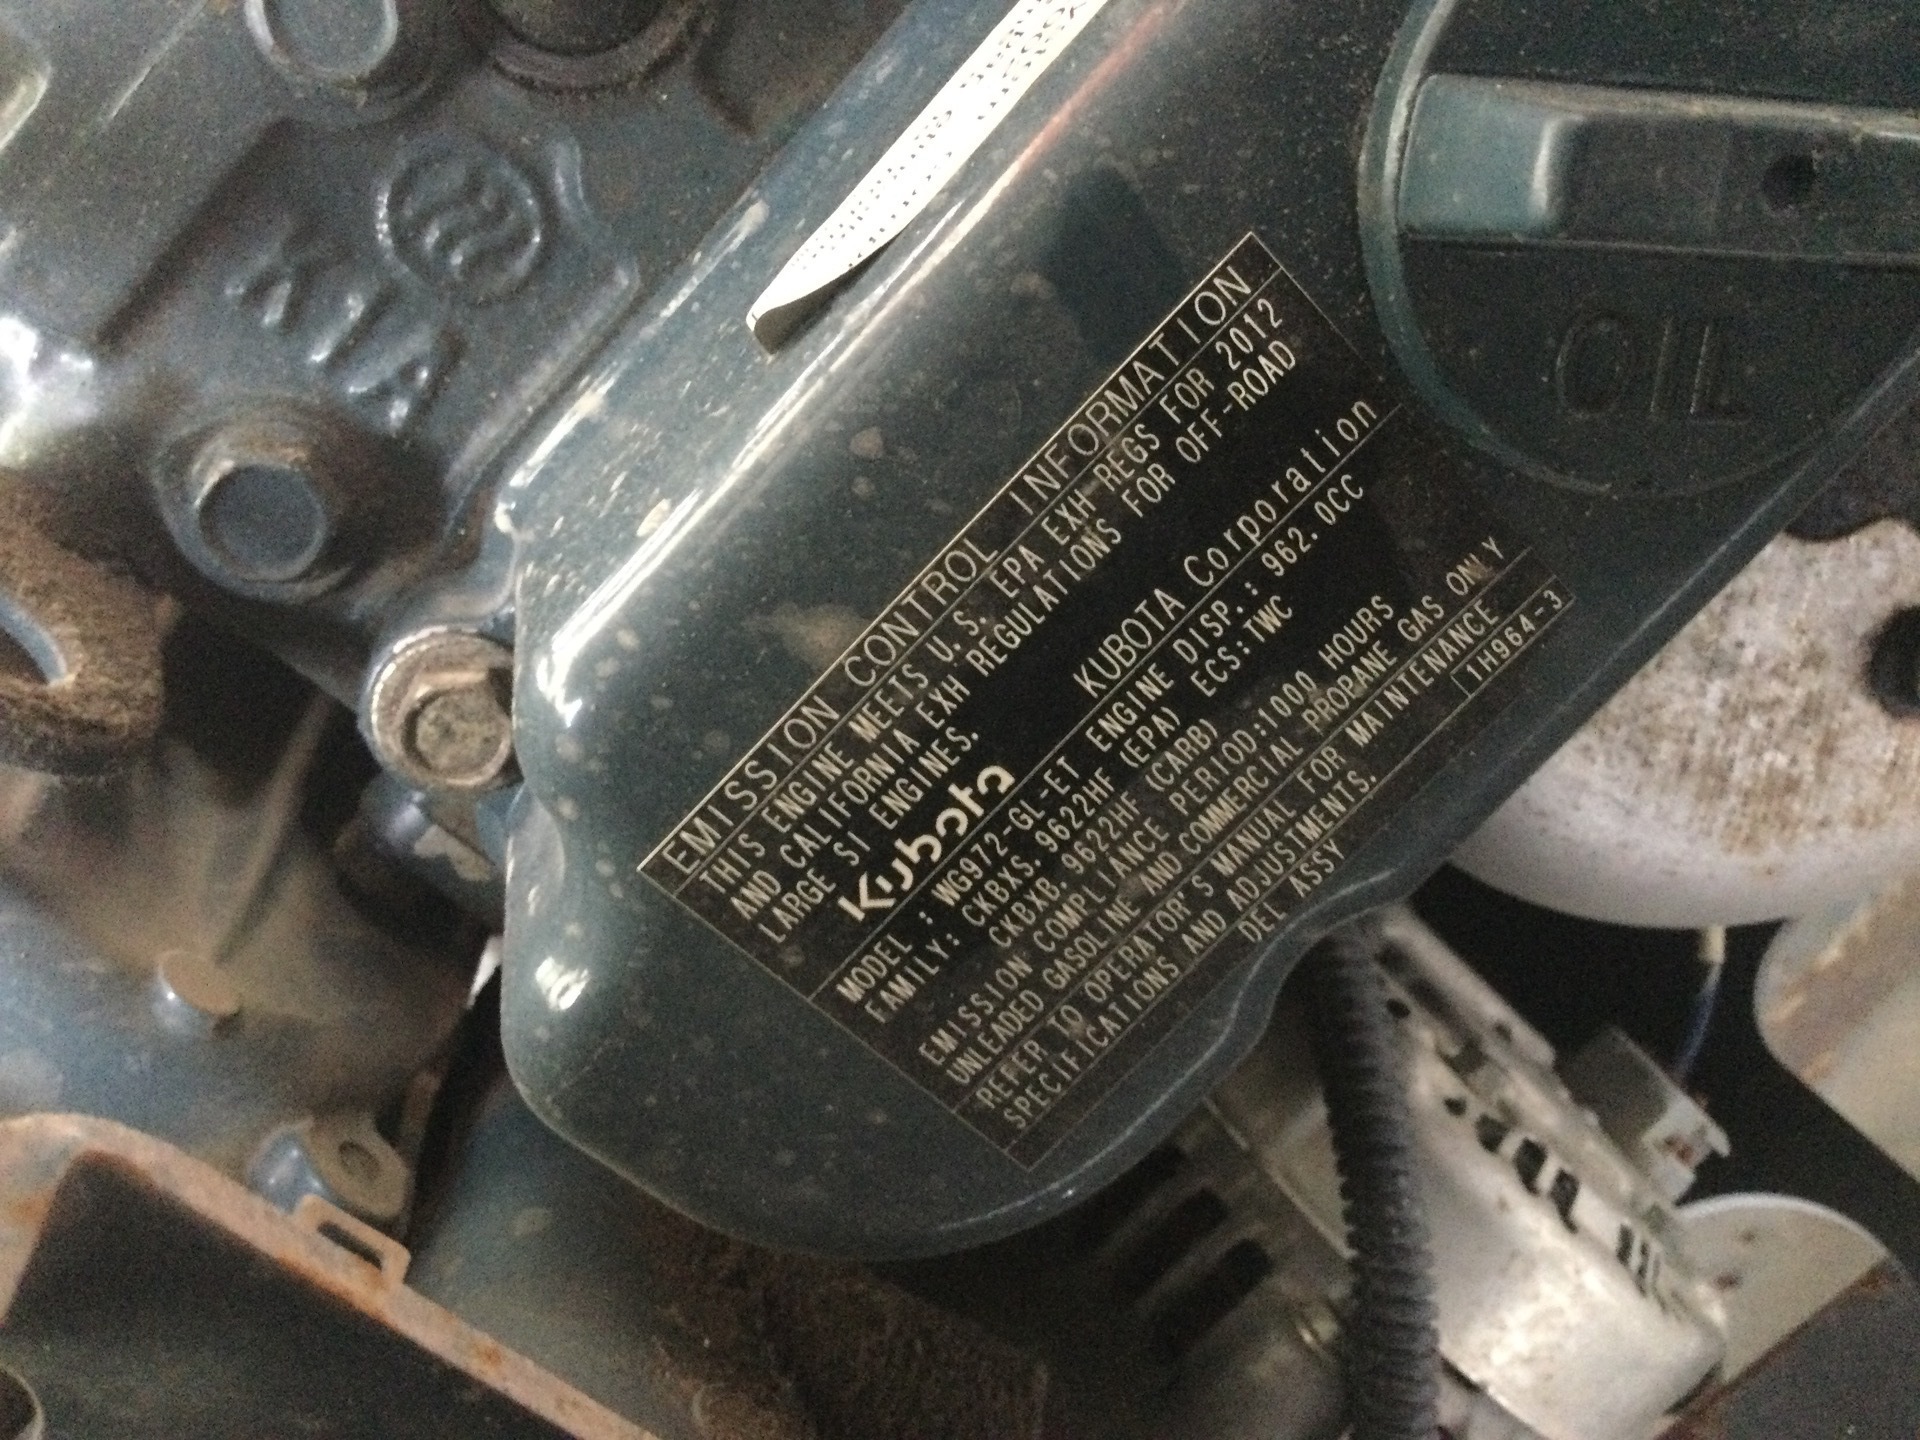 EMISSION CONTROL INFORMATION
THIS ENGINE MEETS U.S. EPA EXH REGS FOR 2012
AND CALIFORNIA EXH REGULATIONS FOR OFF-ROAD
LARGE SI ENGINES.
Kubota KUBOTA Corporation
MODEL : WG972-GL-ET ENGINE DISP.: 962.0CC
FAMILY: CKBXS.9622HF (EPA) ECS:TWC
CKBXB.9622HF (CARB)
EMISSION COMPLIANCE PERIOD:1000 HOURS
UNLEADED GASOLINE AND COMMERCIAL PROPANE GAS ONLY
REFER TO OPERATOR'S MANUAL FOR MAINTENANCE
SPECIFICATIONS AND ADJUSTMENTS.
DEL ASSY
1H964-3
OIL